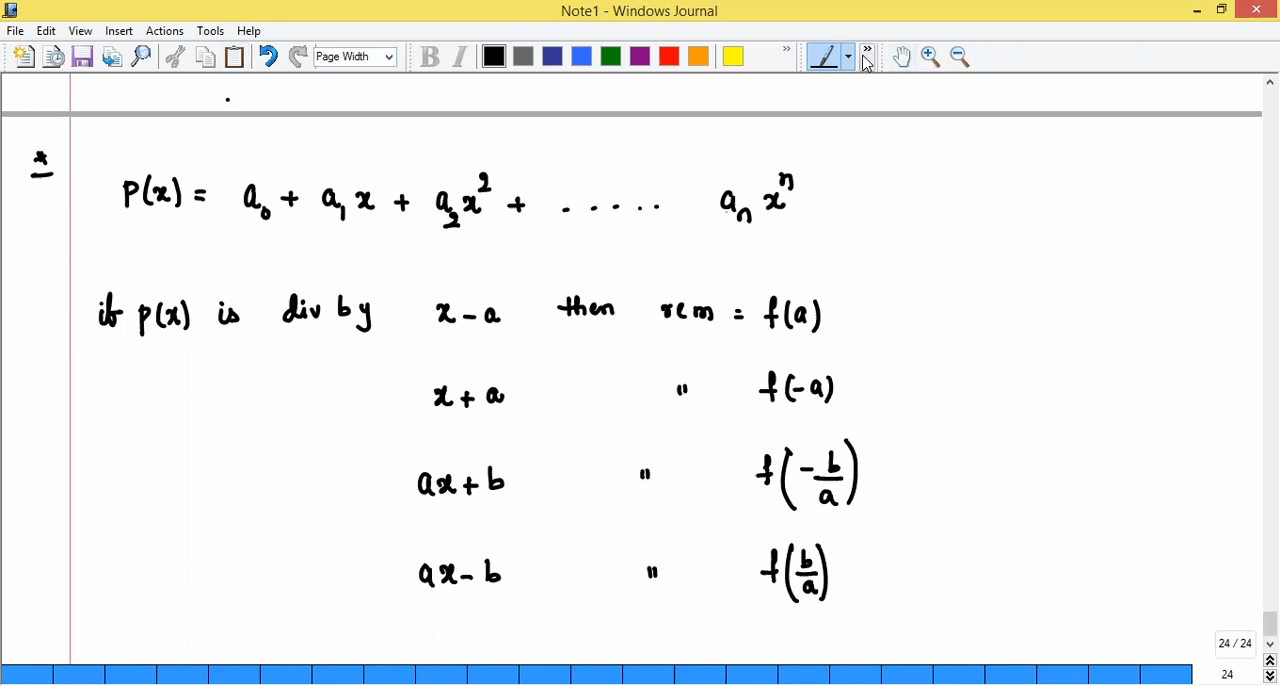 Note1 - Windows Journal
File Edit View Insert Actions Tools Help
Page Width
*
P(x) = a₀ + a₁x + a₂x² + ..... aₙxⁿ
if p(x) is div by x - a then rem = f(a)
x + a " f(-a)
ax + b " f(-b/a)
ax - b " f(b/a)
24 / 24
24